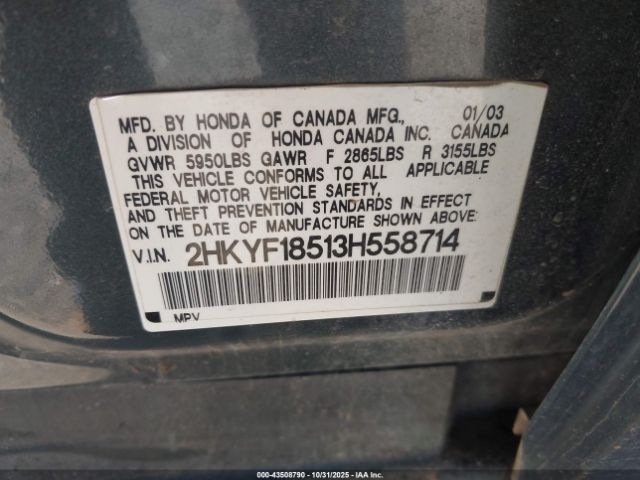 MFD. BY HONDA OF CANADA MFG., 01/03
A DIVISION OF HONDA CANADA INC. CANADA
GVWR 5950LBS GAWR F 2865LBS R 3155LBS
THIS VEHICLE CONFORMS TO ALL APPLICABLE
FEDERAL MOTOR VEHICLE SAFETY,
AND THEFT PREVENTION STANDARDS IN EFFECT
ON THE DATE OF MANUFACTURE SHOWN ABOVE:
V.I.N. 2HKYF18513H558714
MPV
000-43508790 - 10/31/2025 - IAA Inc.